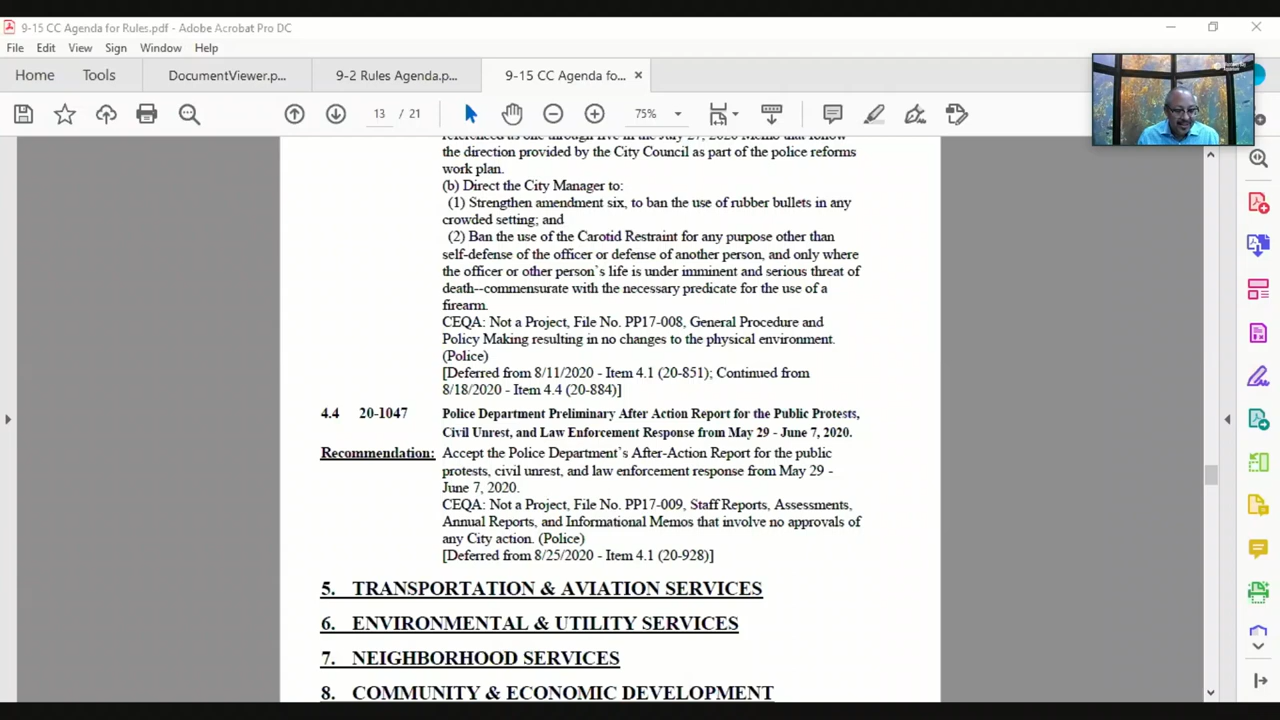 9-15 CC Agenda for Rules.pdf - Adobe Acrobat Pro DC
File Edit View Sign Window Help
Home Tools DocumentViewer.p... 9-2 Rules Agenda.p... 9-15 CC Agenda fo... ×
13 / 21 75%
referenced as one through five in the July 27, 2020 Memo that follow
the direction provided by the City Council as part of the police reforms
work plan.
(b) Direct the City Manager to:
(1) Strengthen amendment six, to ban the use of rubber bullets in any
crowded setting; and
(2) Ban the use of the Carotid Restraint for any purpose other than
self-defense of the officer or defense of another person, and only where
the officer or other person`s life is under imminent and serious threat of
death--commensurate with the necessary predicate for the use of a
firearm.
CEQA: Not a Project, File No. PP17-008, General Procedure and
Policy Making resulting in no changes to the physical environment.
(Police)
[Deferred from 8/11/2020 - Item 4.1 (20-851); Continued from
8/18/2020 - Item 4.4 (20-884)]
4.4 20-1047 Police Department Preliminary After Action Report for the Public Protests,
Civil Unrest, and Law Enforcement Response from May 29 - June 7, 2020.
Recommendation: Accept the Police Department`s After-Action Report for the public
protests, civil unrest, and law enforcement response from May 29 -
June 7, 2020.
CEQA: Not a Project, File No. PP17-009, Staff Reports, Assessments,
Annual Reports, and Informational Memos that involve no approvals of
any City action. (Police)
[Deferred from 8/25/2020 - Item 4.1 (20-928)]
5. TRANSPORTATION & AVIATION SERVICES
6. ENVIRONMENTAL & UTILITY SERVICES
7. NEIGHBORHOOD SERVICES
8. COMMUNITY & ECONOMIC DEVELOPMENT